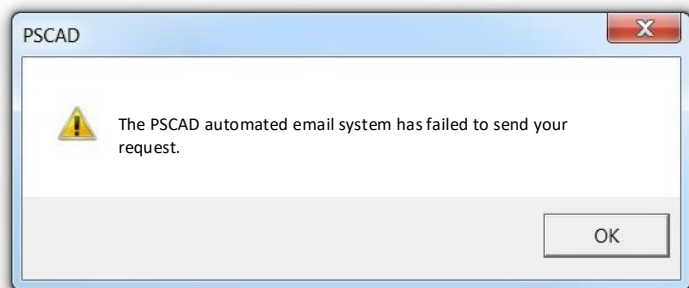 PSCAD
The PSCAD automated email system has failed to send your
request.
OK